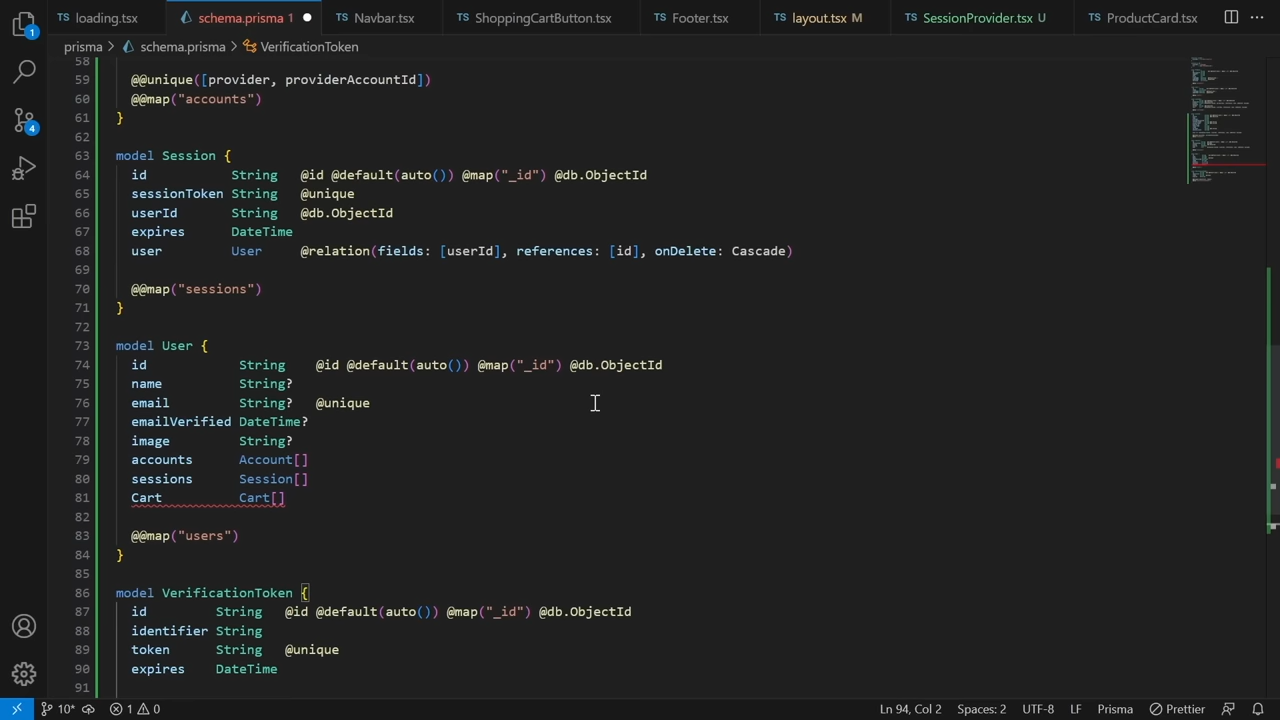 1
TS loading.tsx
schema.prisma 1
TS Navbar.tsx
TS ShoppingCartButton.tsx
TS Footer.tsx
TS layout.tsx M
TS SessionProvider.tsx U
TS ProductCard.tsx
prisma > schema.prisma > VerificationToken
58
59 @@unique([provider, providerAccountId])
60 @@map("accounts")
61 }
62
63 model Session {
64 id String @id @default(auto()) @map("_id") @db.ObjectId
65 sessionToken String @unique
66 userId String @db.ObjectId
67 expires DateTime
68 user User @relation(fields: [userId], references: [id], onDelete: Cascade)
69
70 @@map("sessions")
71 }
72
73 model User {
74 id String @id @default(auto()) @map("_id") @db.ObjectId
75 name String?
76 email String? @unique
77 emailVerified DateTime?
78 image String?
79 accounts Account[]
80 sessions Session[]
81 Cart Cart[]
82
83 @@map("users")
84 }
85
86 model VerificationToken {
87 id String @id @default(auto()) @map("_id") @db.ObjectId
88 identifier String
89 token String @unique
90 expires DateTime
91
4
10* 1 0 Ln 94, Col 2 Spaces: 2 UTF-8 LF Prisma Prettier